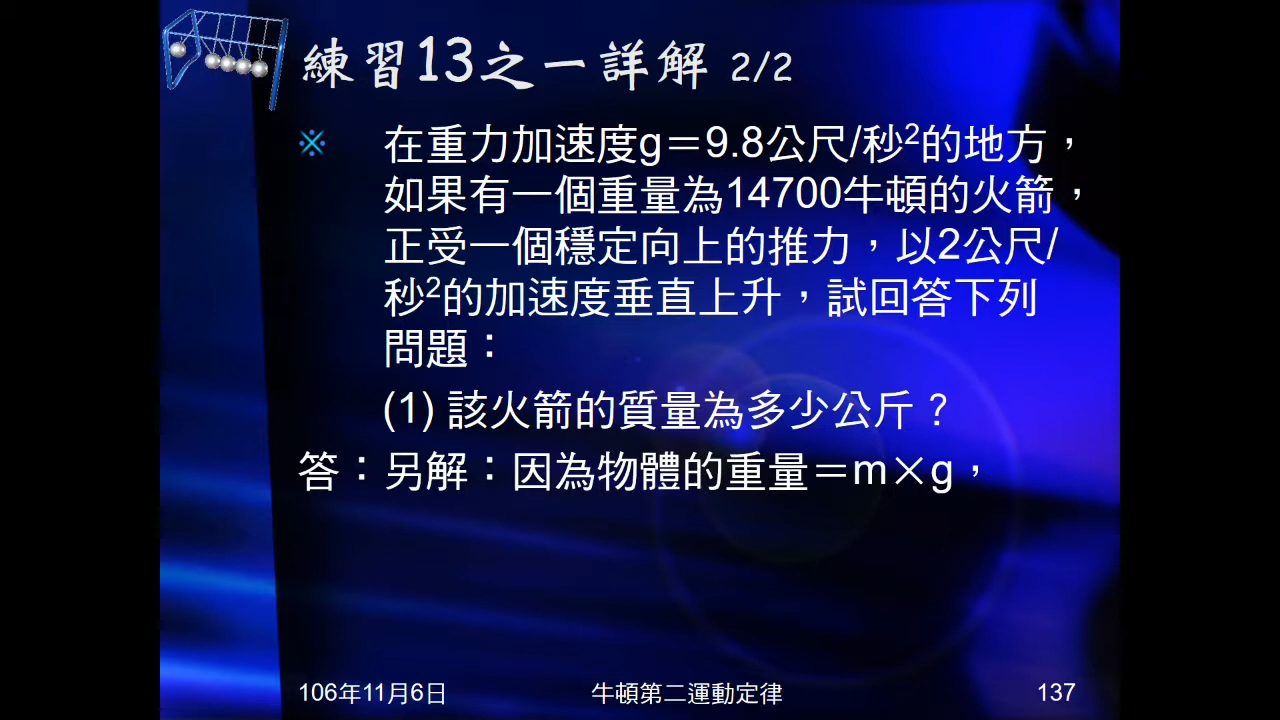 練習13之一詳解 2/2
※ 在重力加速度g＝9.8公尺/秒²的地方，
如果有一個重量為14700牛頓的火箭，
正受一個穩定向上的推力，以2公尺/
秒²的加速度垂直上升，試回答下列
問題：
(1) 該火箭的質量為多少公斤？
答：另解：因為物體的重量＝m×g，
106年11月6日 牛頓第二運動定律 137